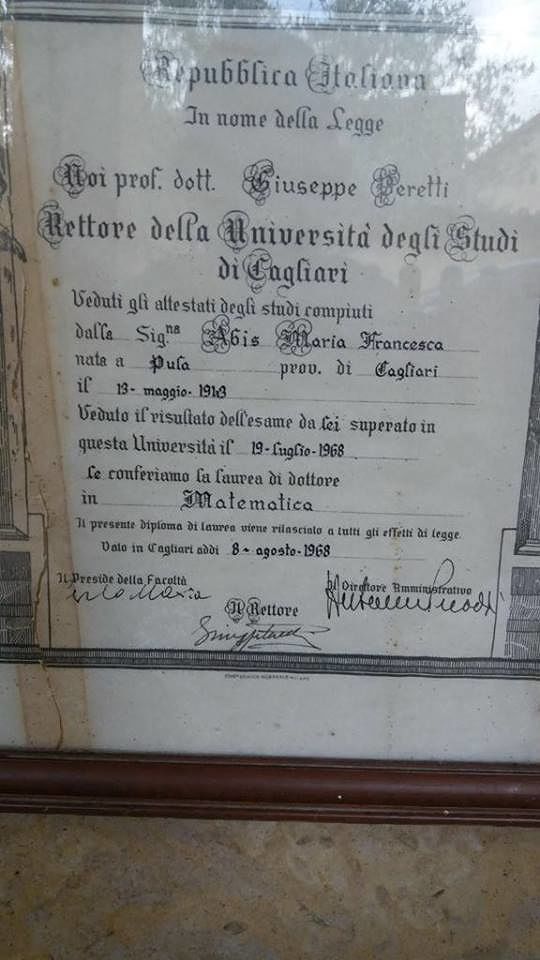 Repubblica Italiana
In nome della Legge
Noi prof. dott. Giuseppe Peretti
Rettore della Università degli Studi
di Cagliari
Veduti gli attestati degli studi compiuti
dalla Sig.na Abis Maria Francesca
nata a Pula prov. di Cagliari
il 13-maggio-1943
Veduto il risultato dell'esame da Lei superato in
questa Università il 19-luglio-1968
Le conferiamo la laurea di dottore
in Matematica
Il presente diploma di laurea viene rilasciato a tutti gli effetti di legge.
Dato in Cagliari addì 8-agosto-1968
Il Preside della Facoltà
Il Direttore Amministrativo
Il Rettore